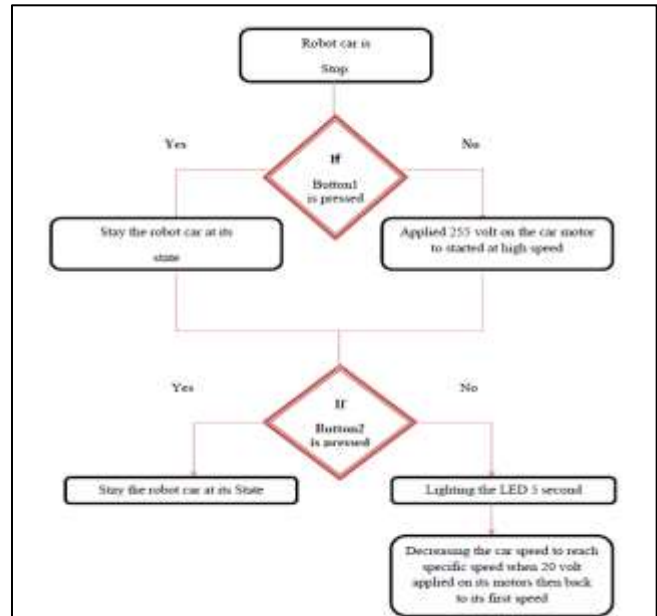 Robot car is
Stop
Yes
No
If
Button1
is pressed
Stay the robot car at its
state
Applied 255 volt on the car motor
to started at high speed
Yes
No
If
Button2
is pressed
Stay the robot car at its State
Lighting the LED 5 second
Decreasing the car speed to reach
specific speed when 20 volt
applied on its motors then back
to its first speed